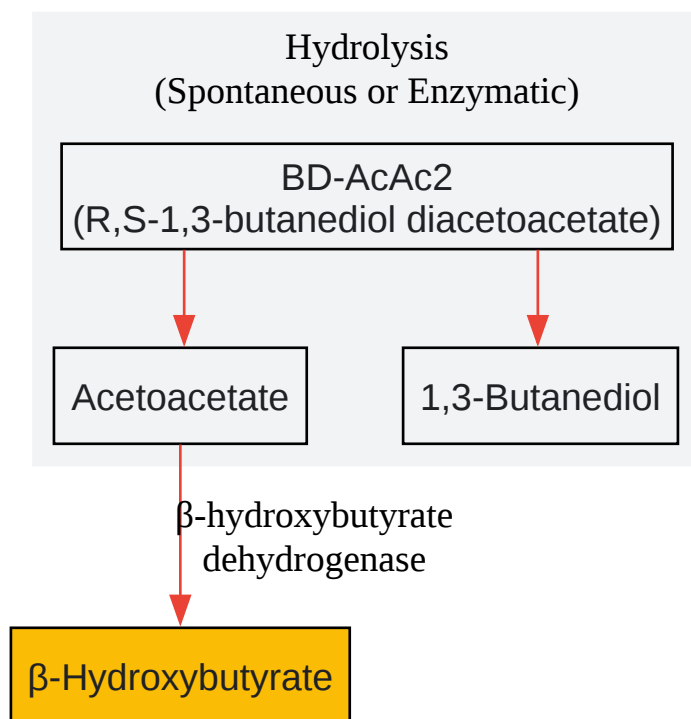 Hydrolysis
(Spontaneous or Enzymatic)
BD-AcAc2
(R,S-1,3-butanediol diacetoacetate)
Acetoacetate
1,3-Butanediol
β-hydroxybutyrate
dehydrogenase
β-Hydroxybutyrate